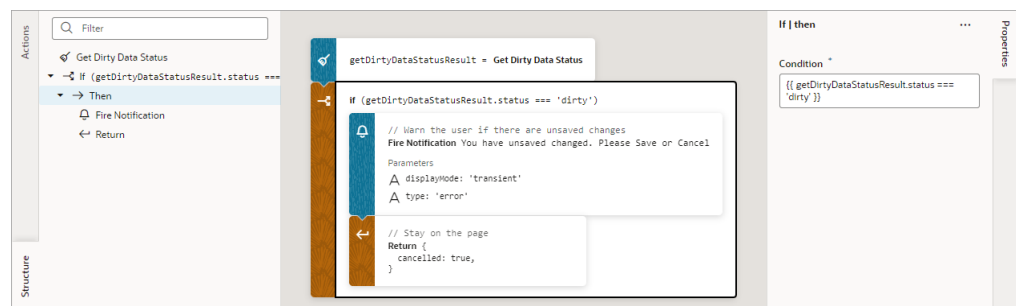 Actions
Structure
Filter
Get Dirty Data Status
If (getDirtyDataStatusResult.status ===
Then
Fire Notification
Return
getDirtyDataStatusResult = Get Dirty Data Status
if (getDirtyDataStatusResult.status === 'dirty')
// Warn the user if there are unsaved changes
Fire Notification You have unsaved changed. Please Save or Cancel
Parameters
A displayMode: 'transient'
A type: 'error'
// Stay on the page
Return {
cancelled: true,
}
If | then
...
Condition *
{{ getDirtyDataStatusResult.status ===
'dirty' }}
Properties